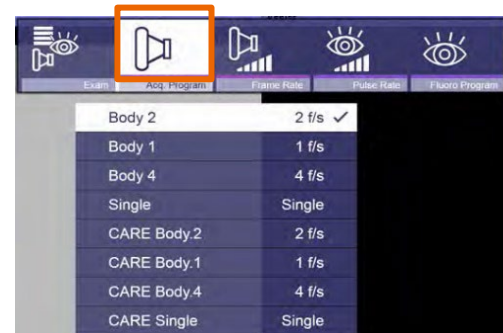 Exam Acq. Program Frame Rate Pulse Rate Fluoro Program
Body 2 2 f/s
Body 1 1 f/s
Body 4 4 f/s
Single Single
CARE Body.2 2 f/s
CARE Body.1 1 f/s
CARE Body.4 4 f/s
CARE Single Single